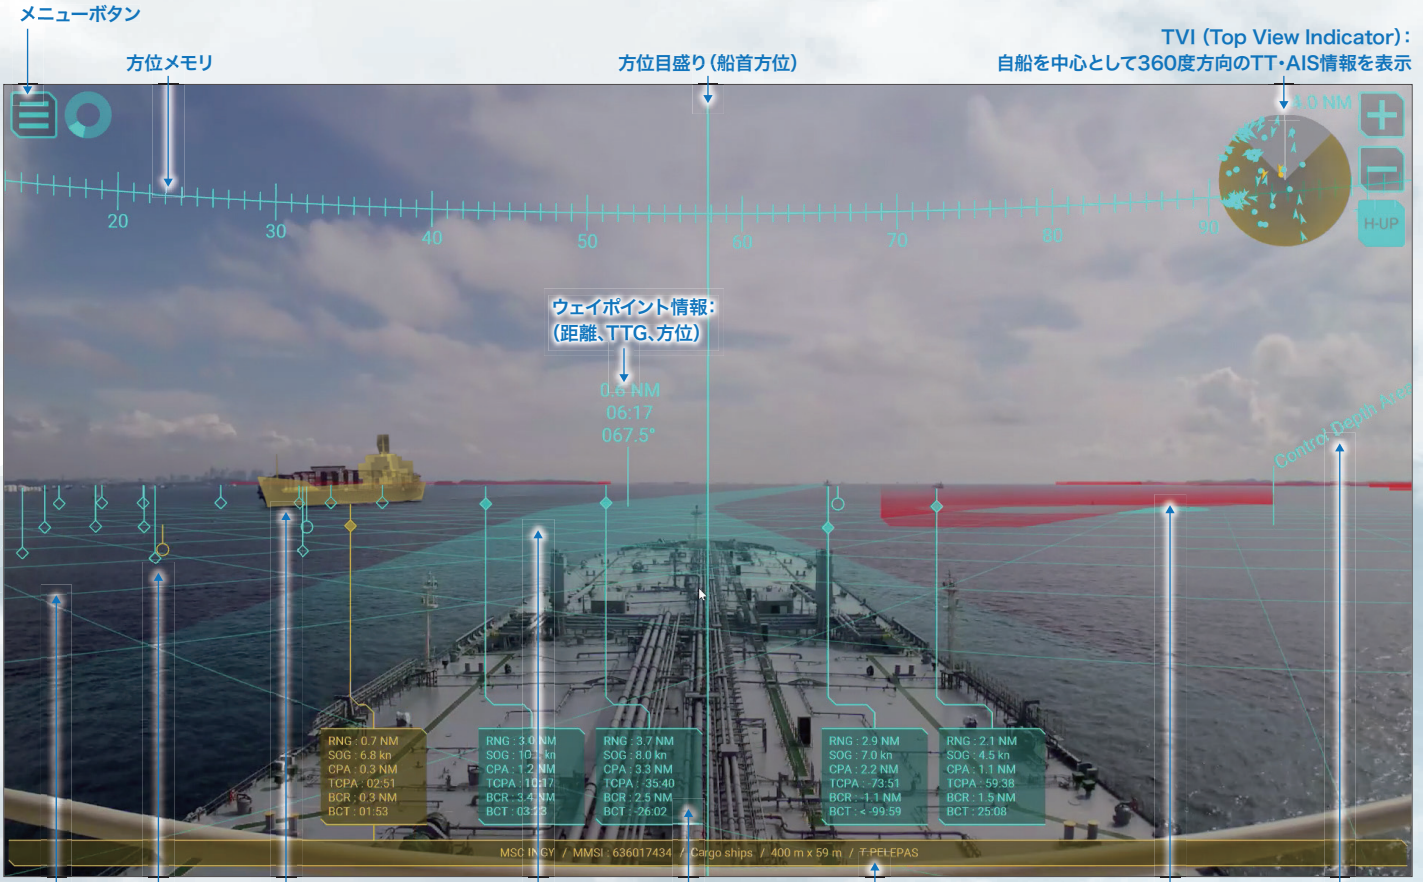 メニューボタン
方位メモリ
方位目盛り(船首方位)
TVI (Top View Indicator):
自船を中心として360度方向のTT・AIS情報を表示
4.0 NM
H-UP
20
30
40
50
60
70
80
90
ウェイポイント情報:
(距離、TTG、方位)
0.6 NM
06:17
067.5°
Control Depth Area
RNG : 0.7 NM
SOG : 6.8 kn
CPA : 0.3 NM
TCPA : 02:51
BCR : 0.3 NM
BCT : 01:53
RNG : 3.0 NM
SOG : kn
CPA : 1.2 NM
TCPA : 10:17
BCR : 3.4 NM
BCT :
RNG : 3.7 NM
SOG : 8.0 kn
CPA : 3.3 NM
TCPA : -35:40
BCR : 2.5 NM
BCT : -26:02
RNG : 2.9 NM
SOG : 7.0 kn
CPA : 2.2 NM
TCPA : -73:51
BCR : -1.1 NM
BCT : < -99:59
RNG : 2.1 NM
SOG : 4.5 kn
CPA : 1.1 NM
TCPA : 59:38
BCR : 1.5 NM
BCT : 25:08
MSC INGY / MMSI : 636017434 / Cargo ships / 400 m x 59 m / T.PELEPAS